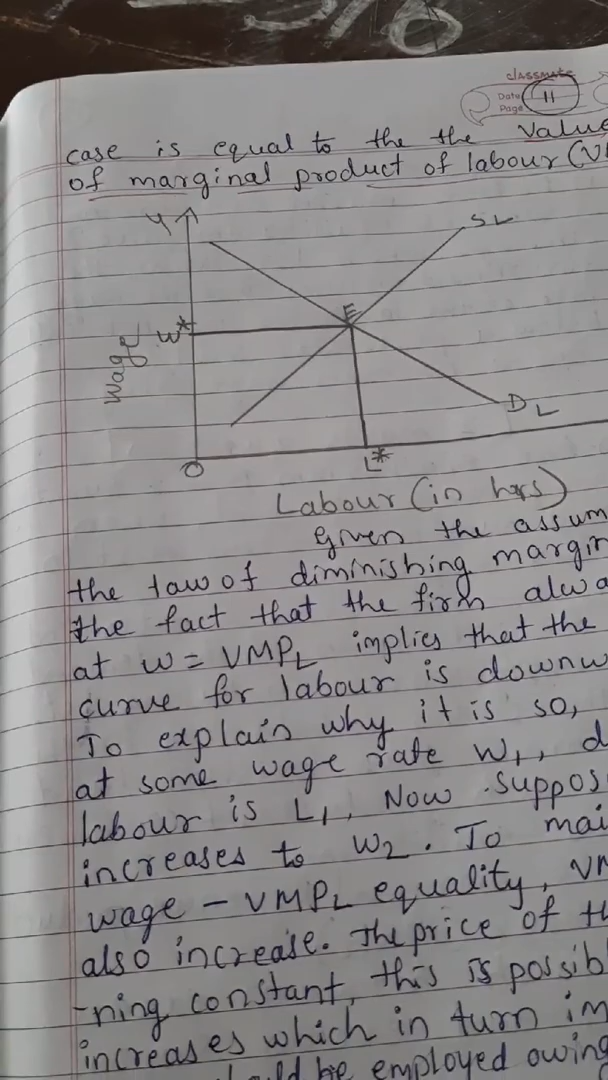 classmate
Date
Page 11
case is equal to the the Value
of marginal product of labour (V
Y
SL
Wage
W*
E
DL
O
L*
Labour (in hrs)
Given the assum
the law of diminishing margin
the fact that the firm alwa
at w = VMPL implies that the
curve for labour is downw
To explain why it is so,
at some wage rate W1, d
labour is L1. Now suppos
increases to W2. To mai
wage - VMPL equality, VM
also increase. The price of th
-ning constant, this is possib
increases which in turn im
be employed owing